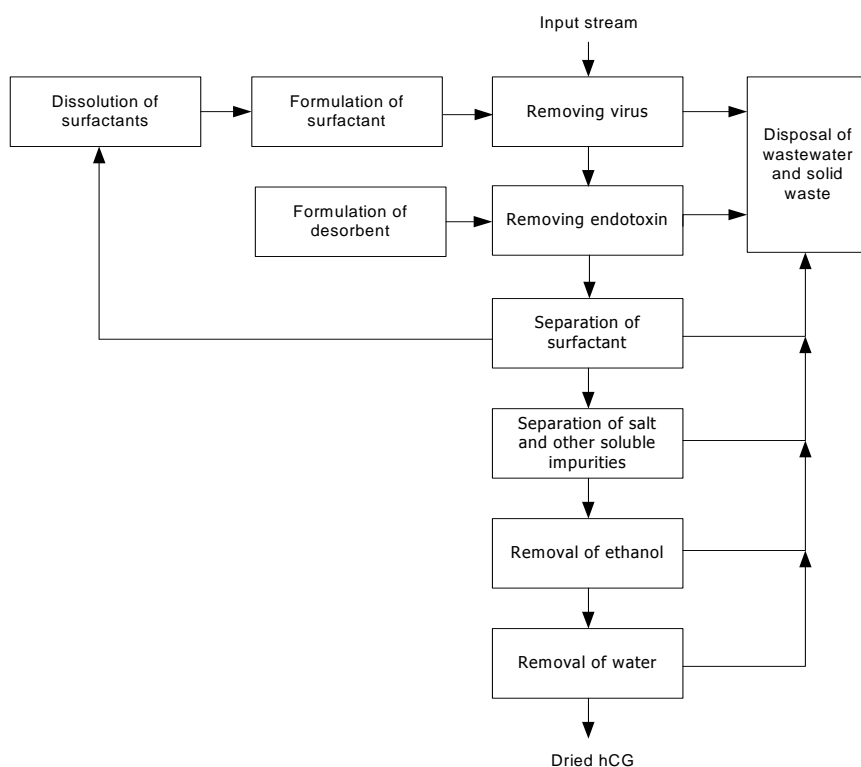 Input stream
Dissolution of
surfactants
Formulation of
surfactant
Removing virus
Disposal of
wastewater
and solid
waste
Formulation of
desorbent
Removing endotoxin
Separation of
surfactant
Separation of salt
and other soluble
impurities
Removal of ethanol
Removal of water
Dried hCG